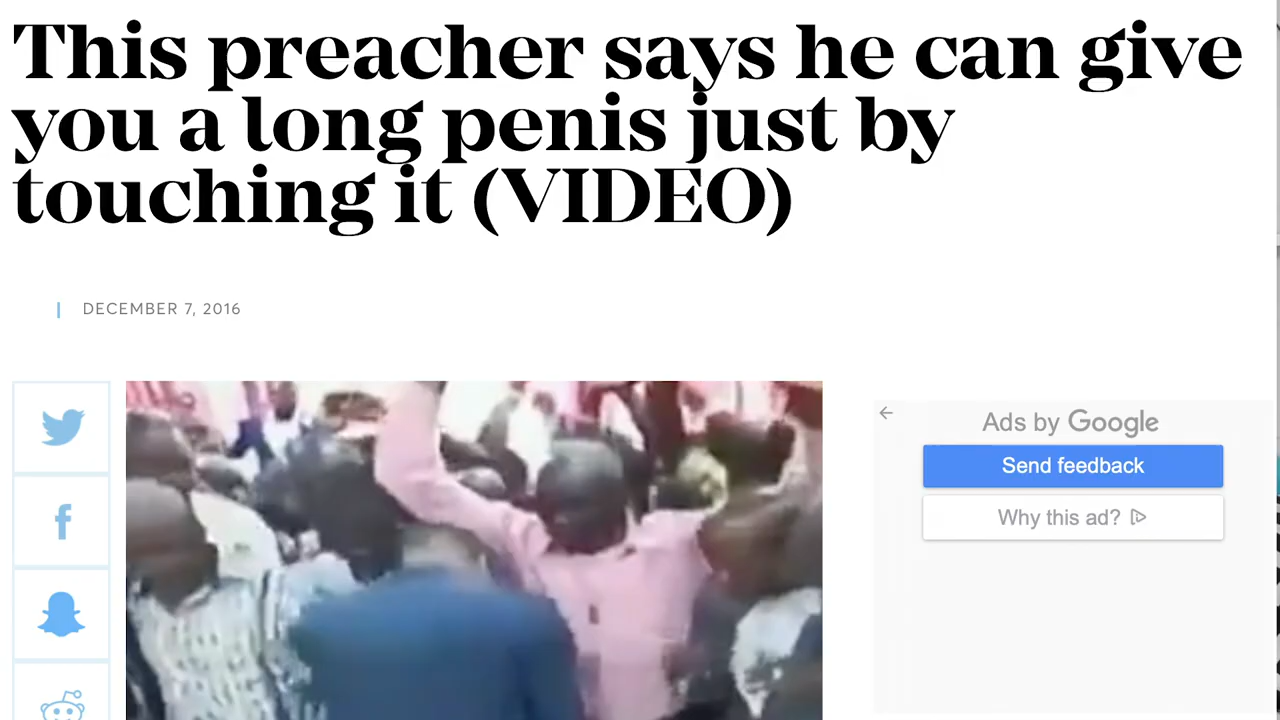 This preacher says he can give
you a long penis just by
touching it (VIDEO)
| DECEMBER 7, 2016
Ads by Google
Send feedback
Why this ad?